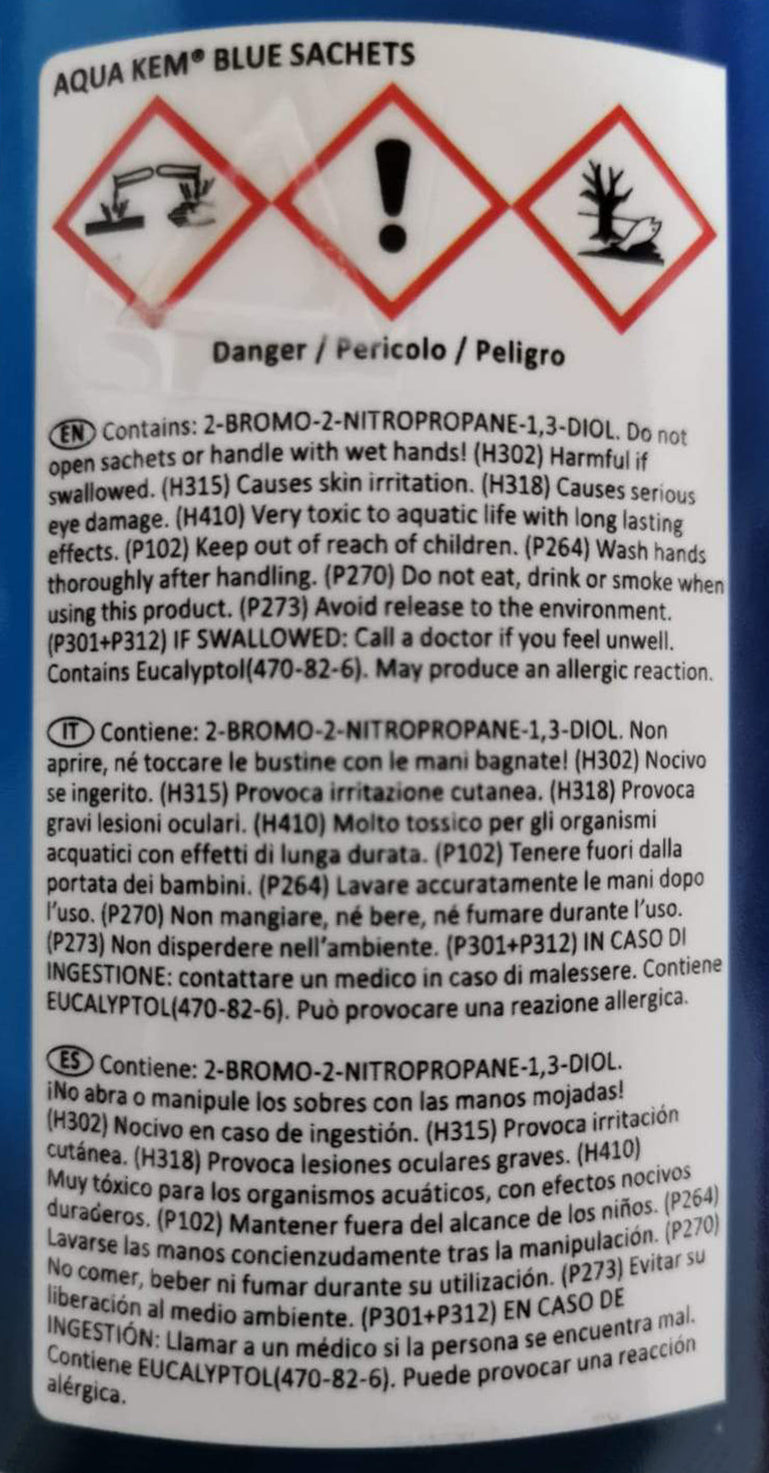 AQUA KEM® BLUE SACHETS
Danger / Pericolo / Peligro
EN Contains: 2-BROMO-2-NITROPROPANE-1,3-DIOL. Do not
open sachets or handle with wet hands! (H302) Harmful if
swallowed. (H315) Causes skin irritation. (H318) Causes serious
eye damage. (H410) Very toxic to aquatic life with long lasting
effects. (P102) Keep out of reach of children. (P264) Wash hands
thoroughly after handling. (P270) Do not eat, drink or smoke when
using this product. (P273) Avoid release to the environment.
(P301+P312) IF SWALLOWED: Call a doctor if you feel unwell.
Contains Eucalyptol(470-82-6). May produce an allergic reaction.
IT Contiene: 2-BROMO-2-NITROPROPANE-1,3-DIOL. Non
aprire, né toccare le bustine con le mani bagnate! (H302) Nocivo
se ingerito. (H315) Provoca irritazione cutanea. (H318) Provoca
gravi lesioni oculari. (H410) Molto tossico per gli organismi
acquatici con effetti di lunga durata. (P102) Tenere fuori dalla
portata dei bambini. (P264) Lavare accuratamente le mani dopo
l'uso. (P270) Non mangiare, né bere, né fumare durante l'uso.
(P273) Non disperdere nell'ambiente. (P301+P312) IN CASO DI
INGESTIONE: contattare un medico in caso di malessere. Contiene
EUCALYPTOL(470-82-6). Può provocare una reazione allergica.
ES Contiene: 2-BROMO-2-NITROPROPANE-1,3-DIOL.
¡No abra o manipule los sobres con las manos mojadas!
(H302) Nocivo en caso de ingestión. (H315) Provoca irritación
cutánea. (H318) Provoca lesiones oculares graves. (H410)
Muy tóxico para los organismos acuáticos, con efectos nocivos
duraderos. (P102) Mantener fuera del alcance de los niños. (P264)
Lavarse las manos concienzudamente tras la manipulación. (P270)
No comer, beber ni fumar durante su utilización. (P273) Evitar su
liberación al medio ambiente. (P301+P312) EN CASO DE
INGESTIÓN: Llamar a un médico si la persona se encuentra mal.
Contiene EUCALYPTOL(470-82-6). Puede provocar una reacción
alérgica.